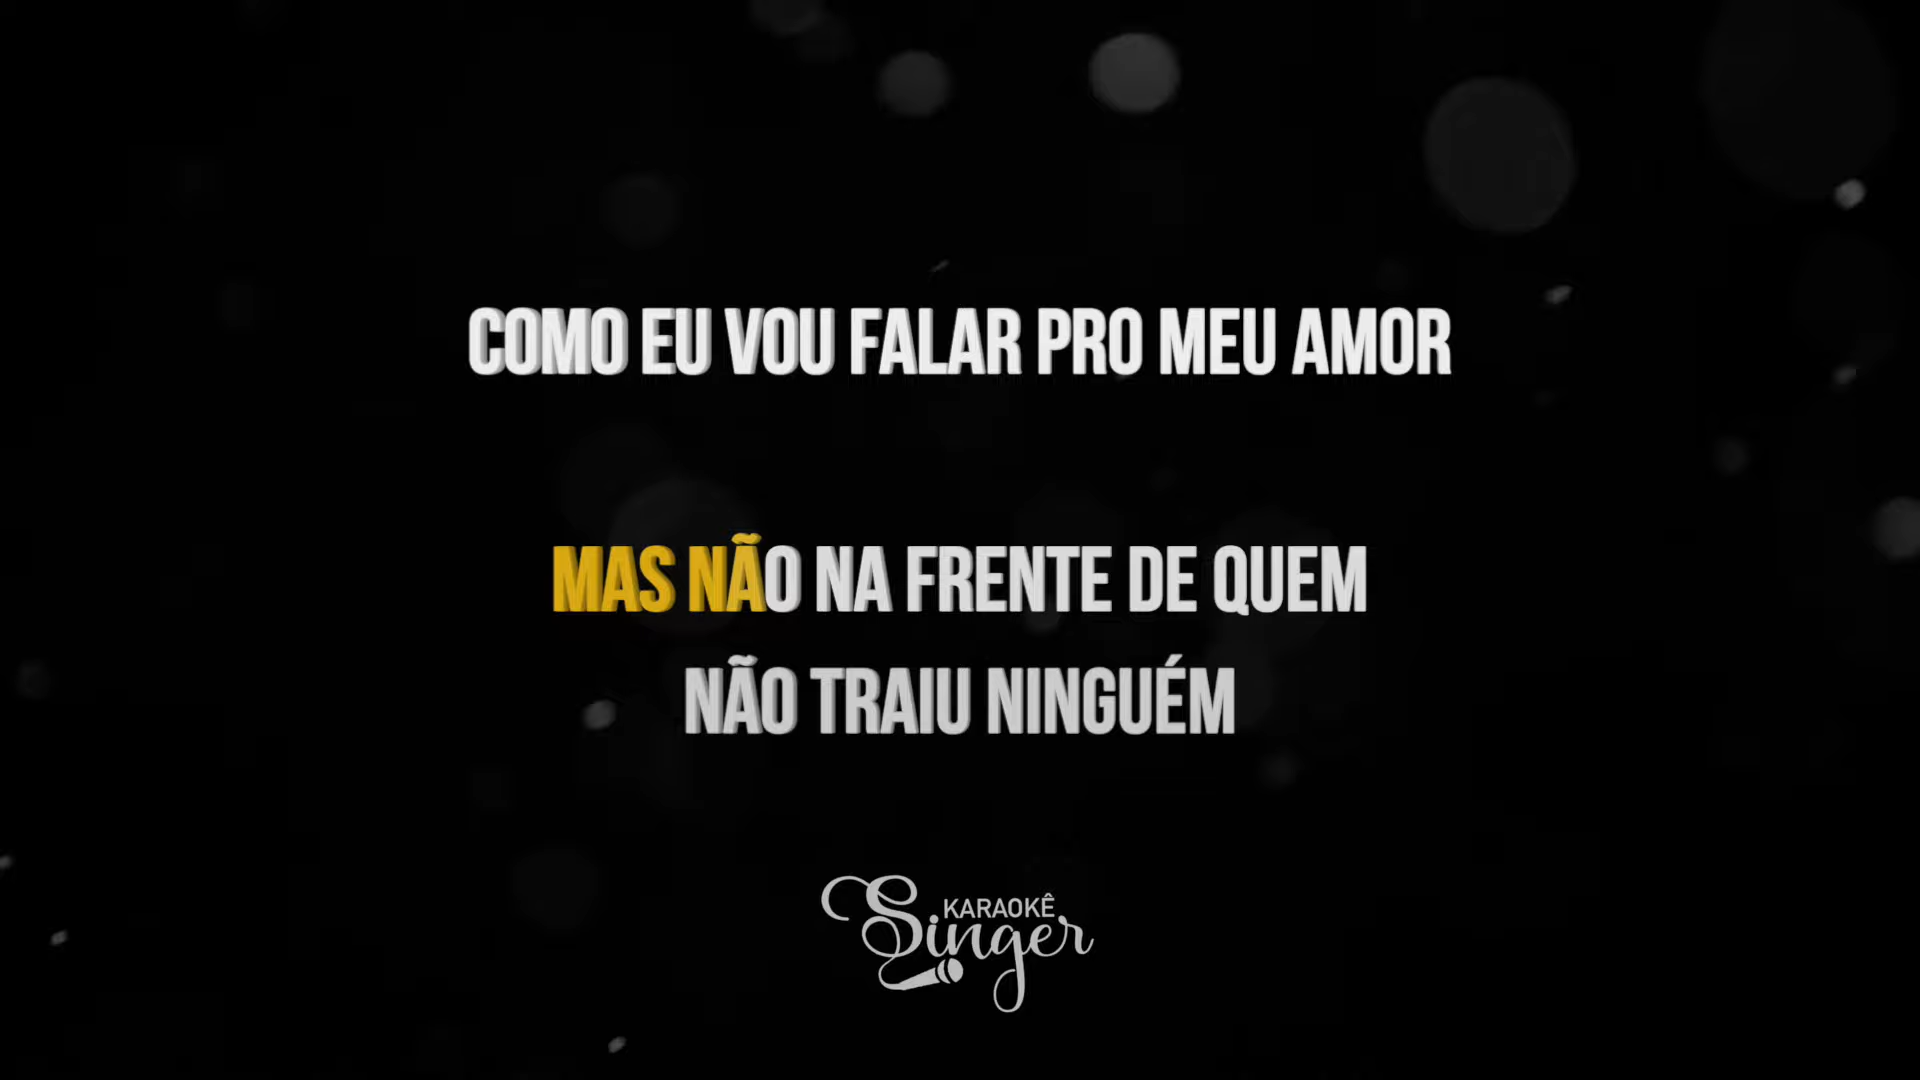 COMO EU VOU FALAR PRO MEU AMOR
MAS NÃO NA FRENTE DE QUEM
NÃO TRAIU NINGUÉM
KARAOKÊ
Singer